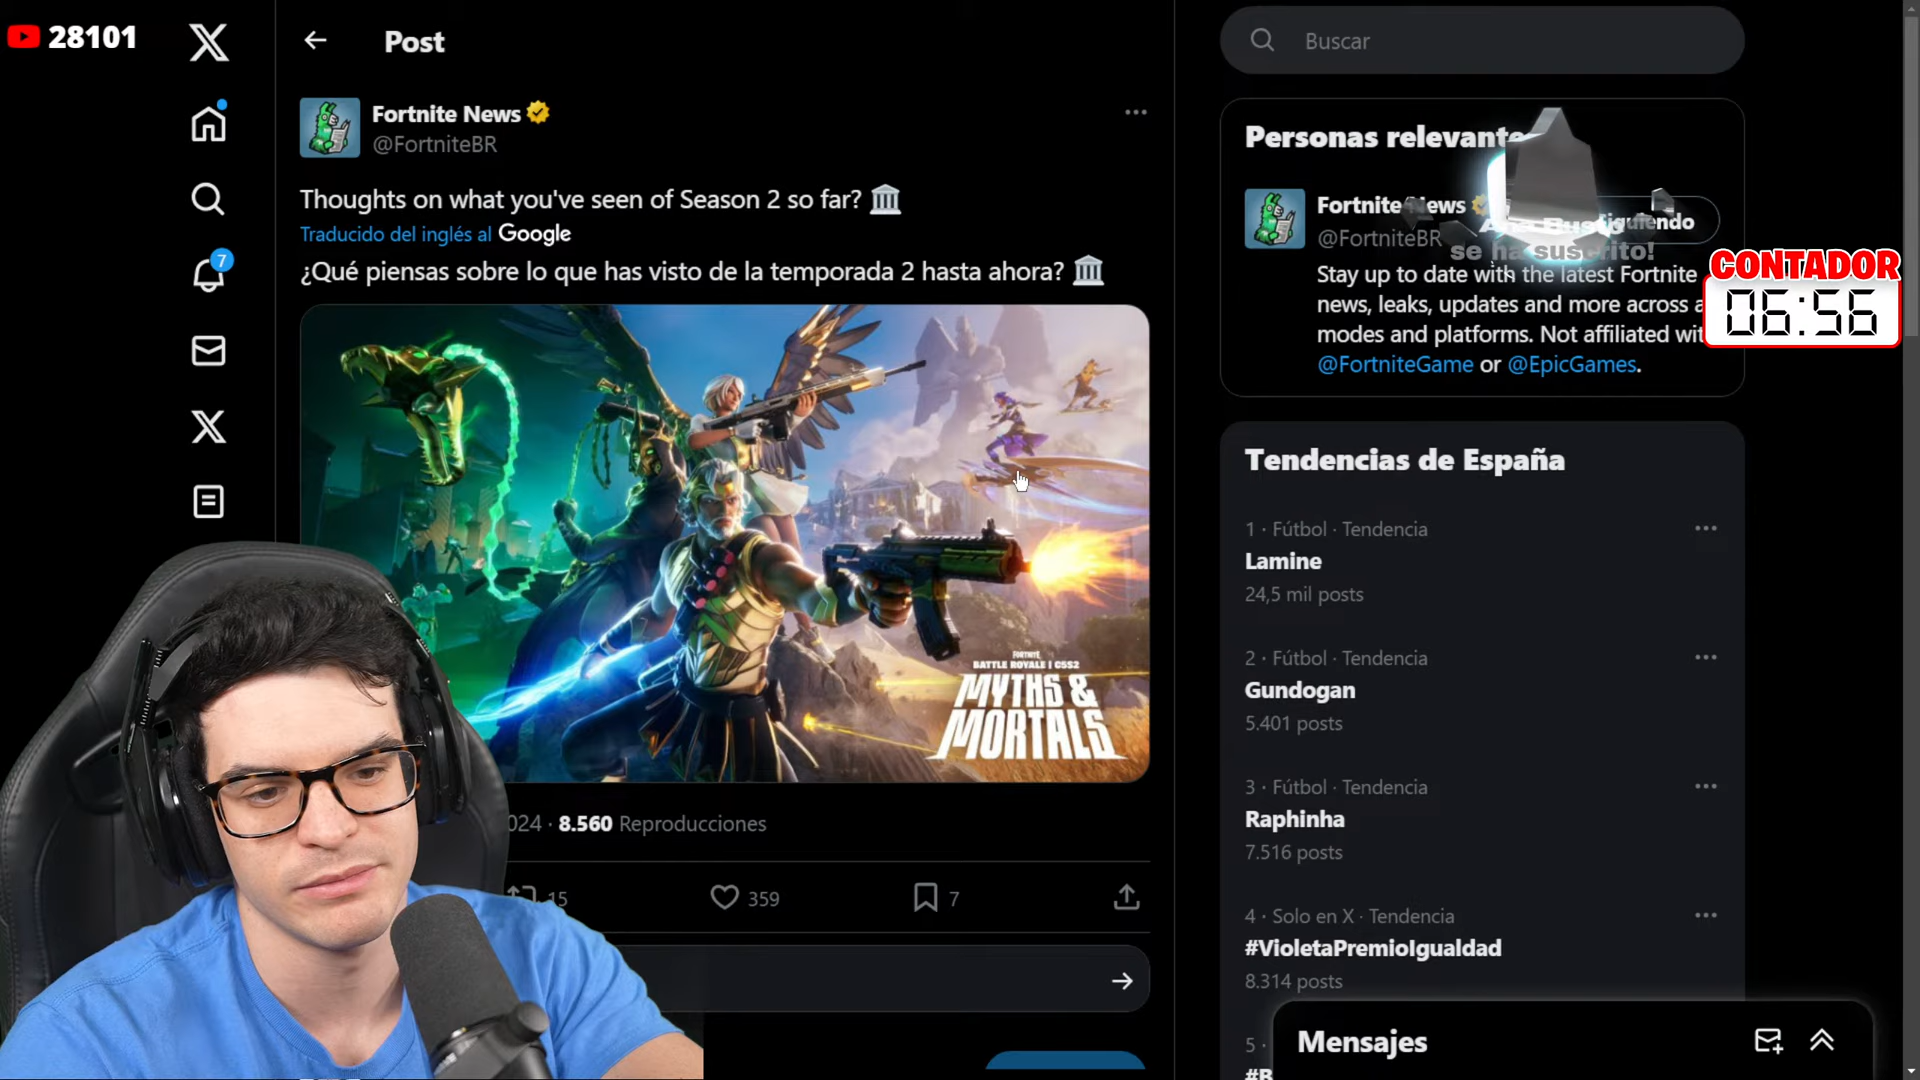 28101
Post
Fortnite News
@FortniteBR
Thoughts on what you've seen of Season 2 so far? 🏛️
Traducido del inglés al Google
¿Qué piensas sobre lo que has visto de la temporada 2 hasta ahora? 🏛️
7
FORTNITE
BATTLE ROYALE | C5S2
MYTHS &
MORTALS
024 · 8.560 Reproducciones
15
359
7
Buscar
Personas relevante
Fortnite News
@FortniteBR
se ha suscrito!
Stay up to date with the latest Fortnite
news, leaks, updates and more across a
modes and platforms. Not affiliated wit
@FortniteGame or @EpicGames.
CONTADOR
06:56
Tendencias de España
1 · Fútbol · Tendencia
Lamine
24,5 mil posts
2 · Fútbol · Tendencia
Gundogan
5.401 posts
3 · Fútbol · Tendencia
Raphinha
7.516 posts
4 · Solo en X · Tendencia
#VioletaPremioIgualdad
8.314 posts
5 ·
#B
Mensajes